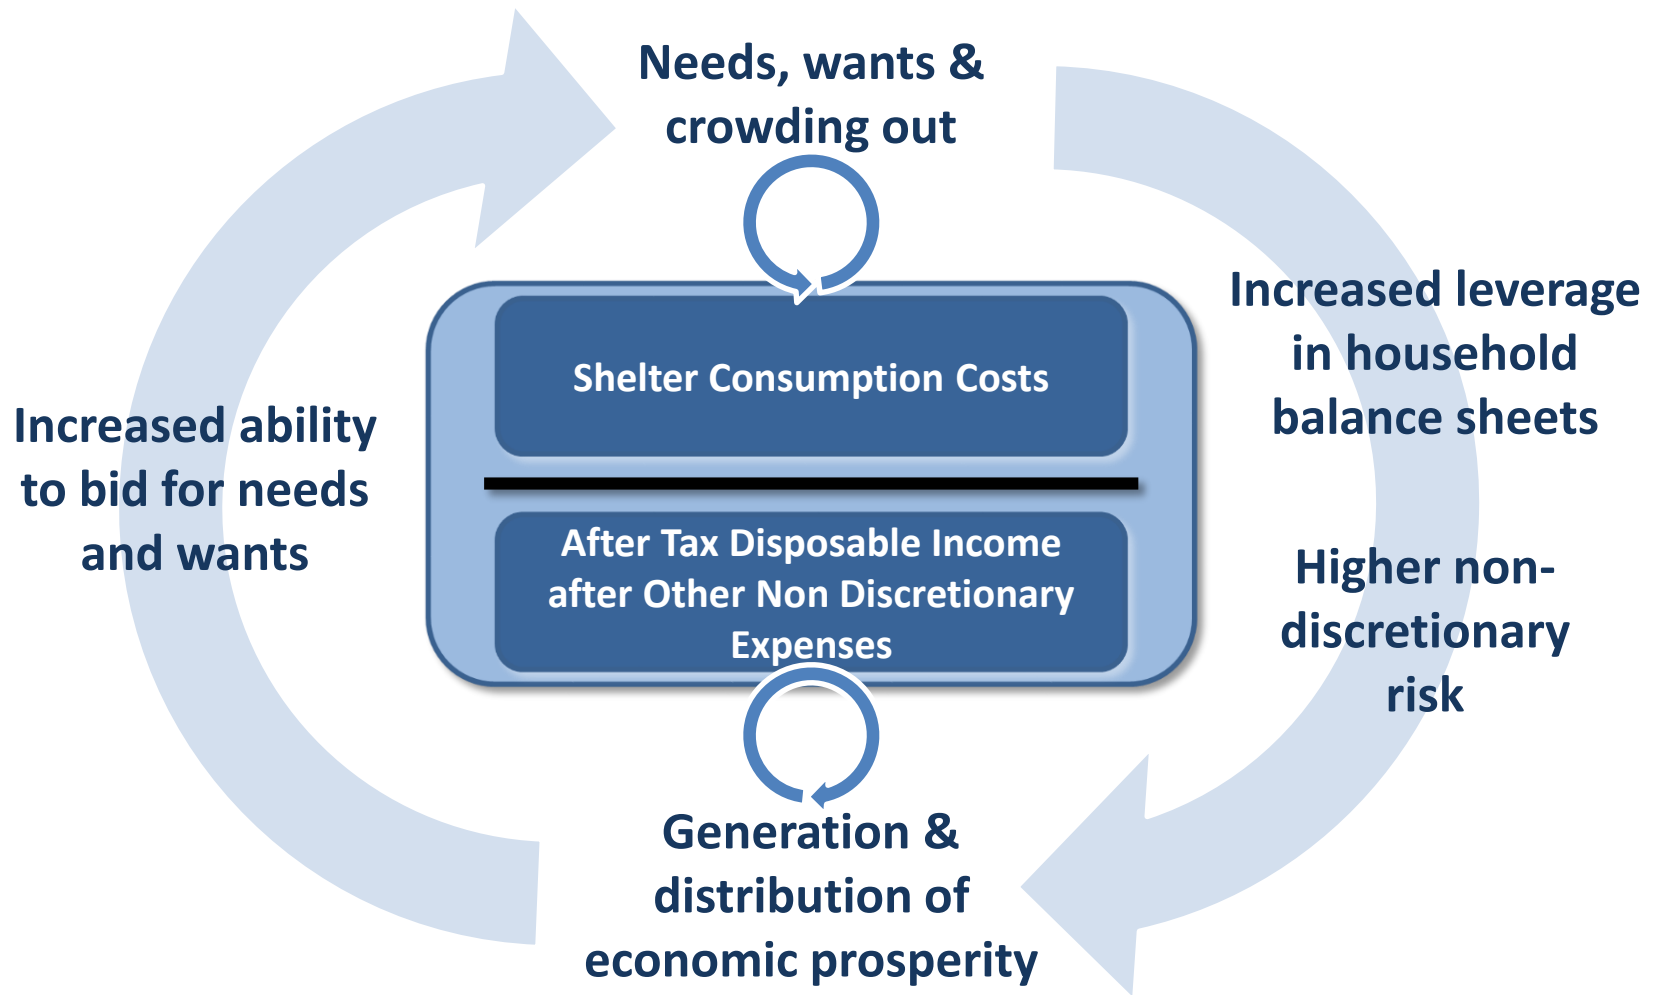 Needs, wants &
crowding out
Shelter Consumption Costs
After Tax Disposable Income
after Other Non Discretionary
Expenses
Generation &
distribution of
economic prosperity
Increased ability
to bid for needs
and wants
Increased leverage
in household
balance sheets
Higher non-
discretionary
risk